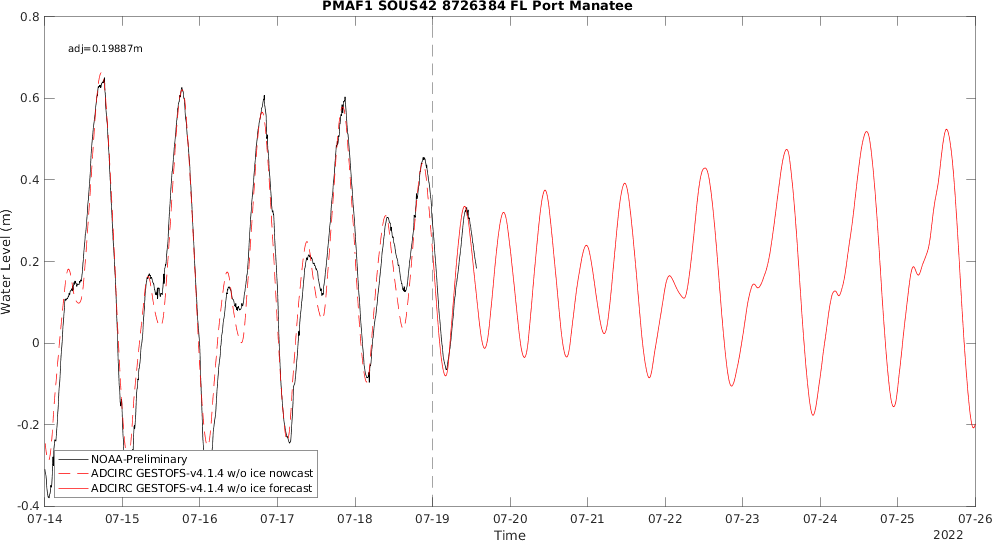 PMAF1 SOUS42 8726384 FL Port Manatee
0.8
adj=0.19887m
0.6
0.4
0.2
0
-0.2
-0.4
Water Level (m)
NOAA-Preliminary
ADCIRC GESTOFS-v4.1.4 w/o ice nowcast
ADCIRC GESTOFS-v4.1.4 w/o ice forecast
07-14 07-15 07-16 07-17 07-18 07-19 07-20 07-21 07-22 07-23 07-24 07-25 07-26
Time
2022